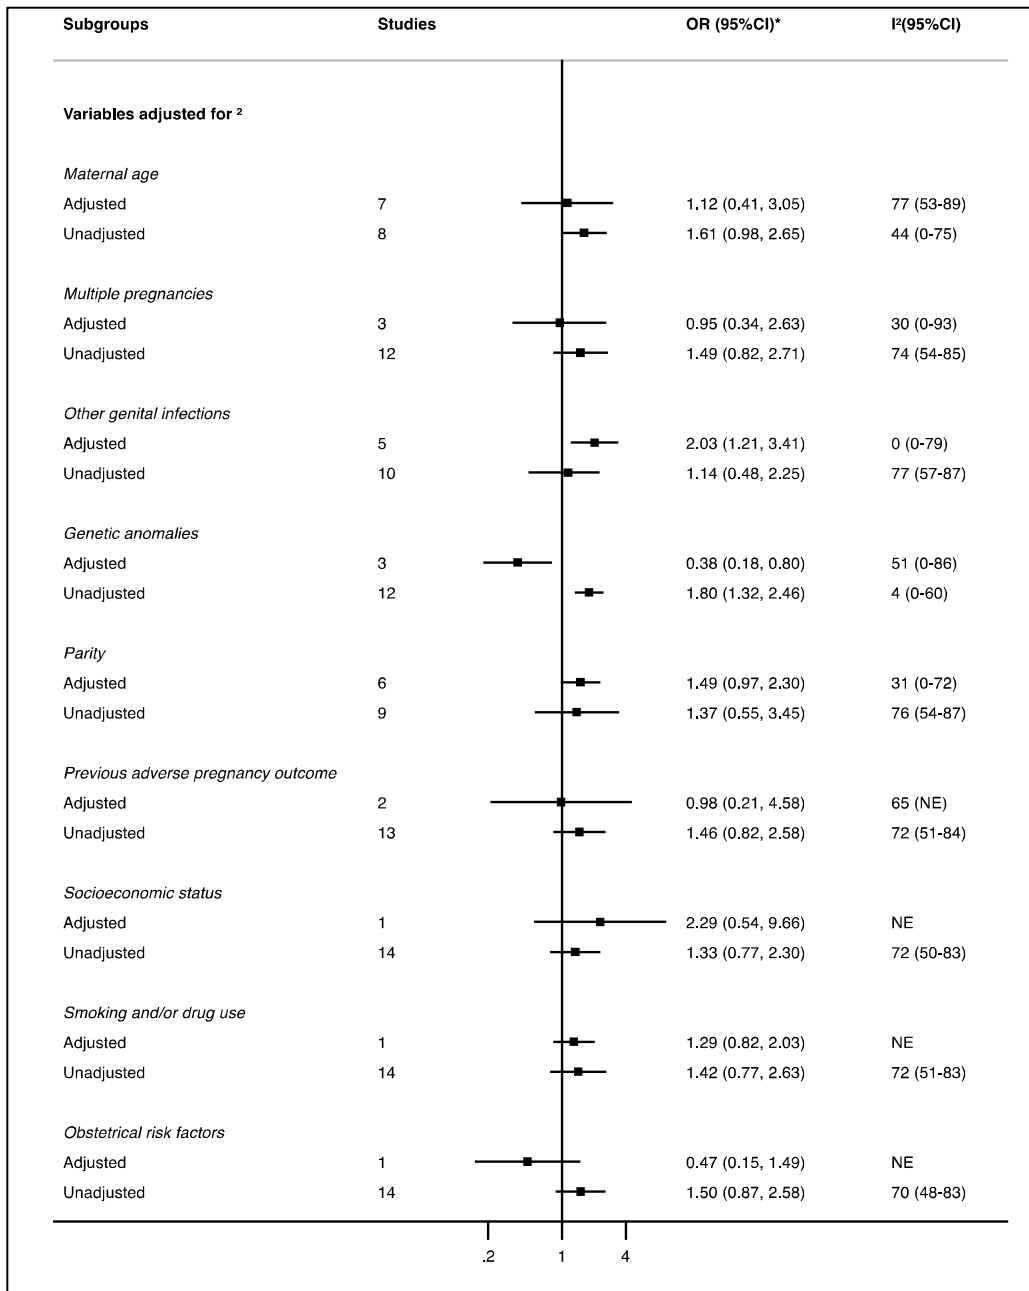 Subgroups Studies OR (95%CI)* I²(95%CI)
Variables adjusted for ²
Maternal age
Adjusted 7 1.12 (0.41, 3.05) 77 (53-89)
Unadjusted 8 1.61 (0.98, 2.65) 44 (0-75)
Multiple pregnancies
Adjusted 3 0.95 (0.34, 2.63) 30 (0-93)
Unadjusted 12 1.49 (0.82, 2.71) 74 (54-85)
Other genital infections
Adjusted 5 2.03 (1.21, 3.41) 0 (0-79)
Unadjusted 10 1.14 (0.48, 2.25) 77 (57-87)
Genetic anomalies
Adjusted 3 0.38 (0.18, 0.80) 51 (0-86)
Unadjusted 12 1.80 (1.32, 2.46) 4 (0-60)
Parity
Adjusted 6 1.49 (0.97, 2.30) 31 (0-72)
Unadjusted 9 1.37 (0.55, 3.45) 76 (54-87)
Previous adverse pregnancy outcome
Adjusted 2 0.98 (0.21, 4.58) 65 (NE)
Unadjusted 13 1.46 (0.82, 2.58) 72 (51-84)
Socioeconomic status
Adjusted 1 2.29 (0.54, 9.66) NE
Unadjusted 14 1.33 (0.77, 2.30) 72 (50-83)
Smoking and/or drug use
Adjusted 1 1.29 (0.82, 2.03) NE
Unadjusted 14 1.42 (0.77, 2.63) 72 (51-83)
Obstetrical risk factors
Adjusted 1 0.47 (0.15, 1.49) NE
Unadjusted 14 1.50 (0.87, 2.58) 70 (48-83)
.2 1 4